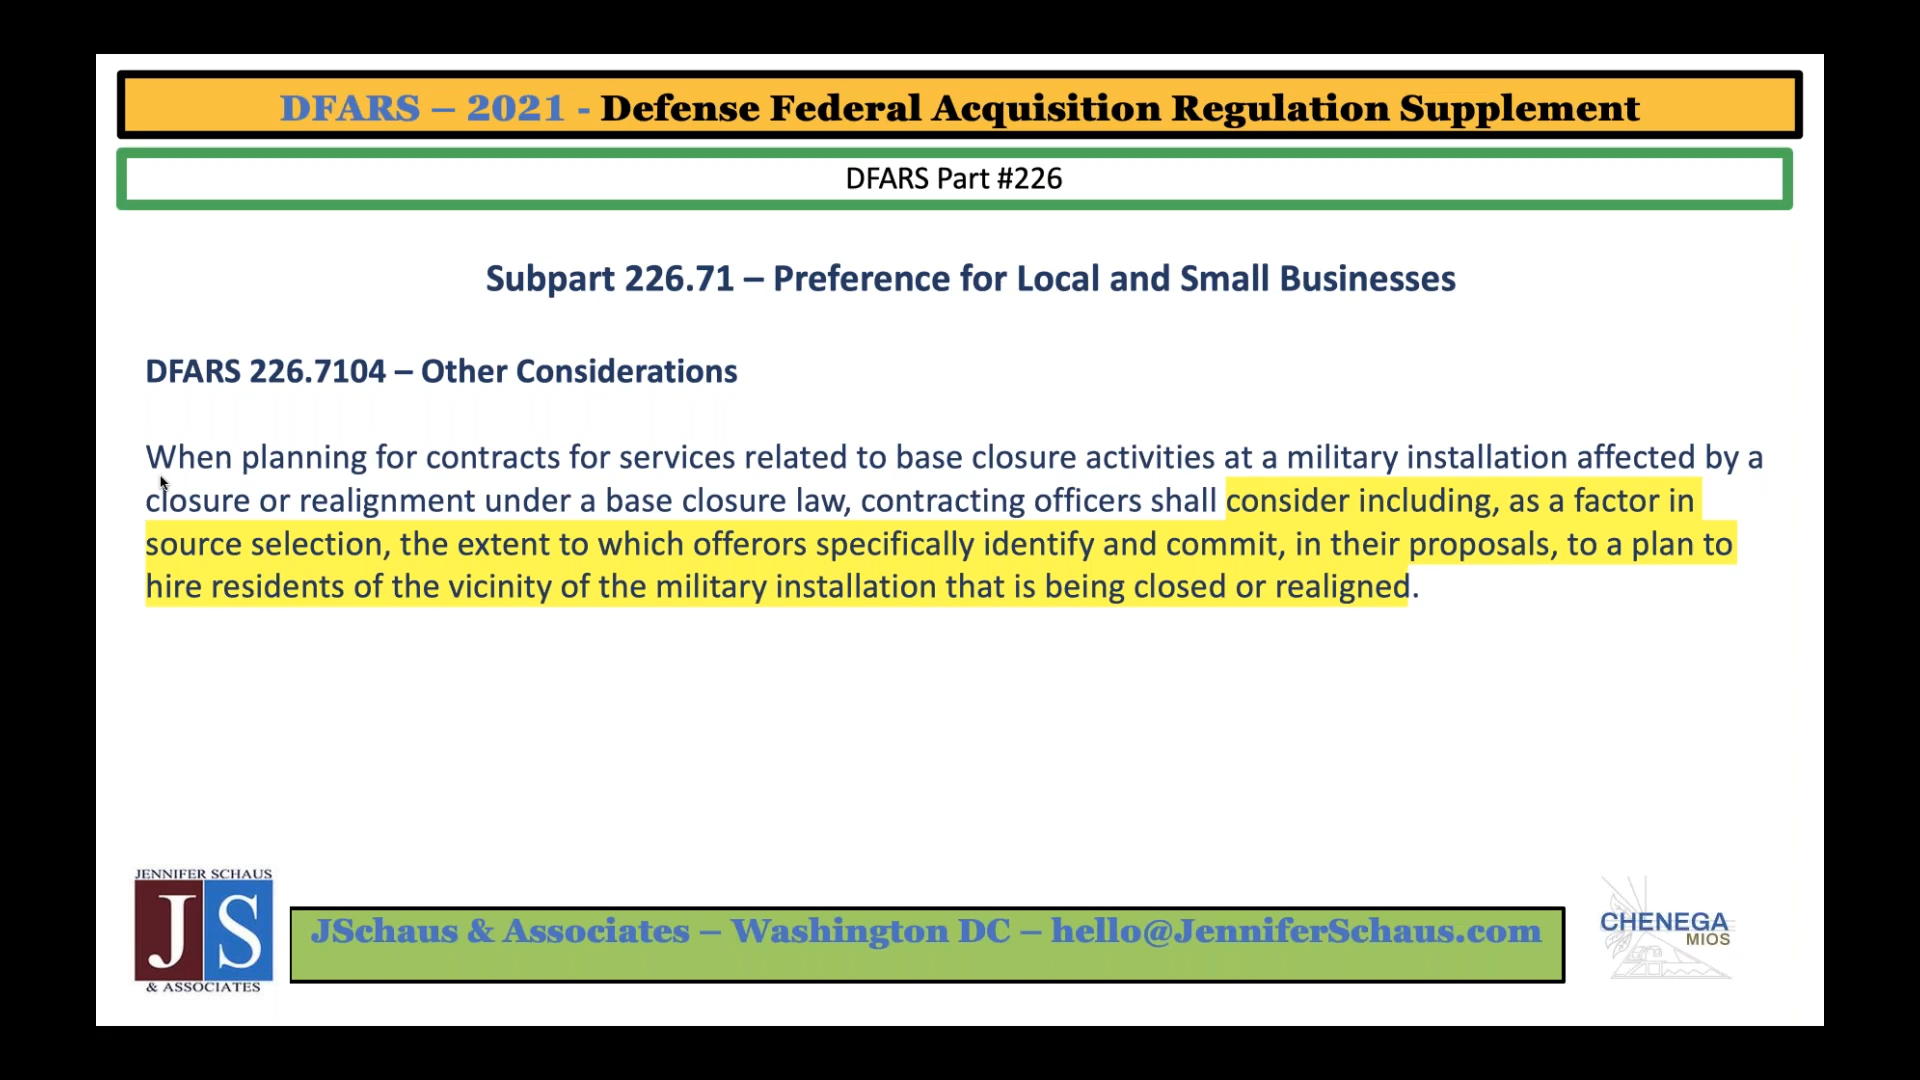 DFARS – 2021 - Defense Federal Acquisition Regulation Supplement
DFARS Part #226
Subpart 226.71 – Preference for Local and Small Businesses
DFARS 226.7104 – Other Considerations
When planning for contracts for services related to base closure activities at a military installation affected by a
closure or realignment under a base closure law, contracting officers shall consider including, as a factor in
source selection, the extent to which offerors specifically identify and commit, in their proposals, to a plan to
hire residents of the vicinity of the military installation that is being closed or realigned.
JENNIFER SCHAUS
JS
& ASSOCIATES
JSchaus & Associates – Washington DC – hello@JenniferSchaus.com
CHENEGA
MIOS